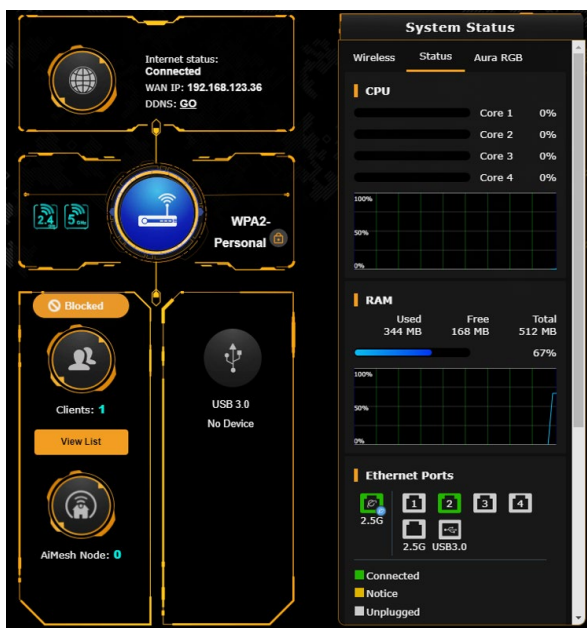 Internet status:
Connected
WAN IP: 192.168.123.36
DDNS: GO
2.4
GHz
5
GHz
WPA2-
Personal
Blocked
Clients: 1
View List
AiMesh Node: 0
USB 3.0
No Device
System Status
Wireless Status Aura RGB
CPU
Core 1 0%
Core 2 0%
Core 3 0%
Core 4 0%
100%
50%
0%
RAM
Used Free Total
344 MB 168 MB 512 MB
67%
100%
50%
0%
Ethernet Ports
1 2 3 4
2.5G
2.5G USB3.0
Connected
Notice
Unplugged